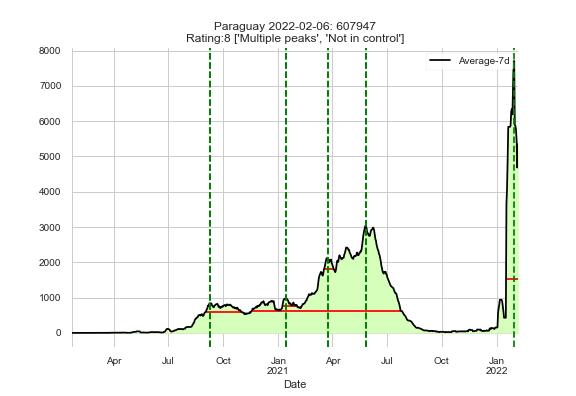 Paraguay 2022-02-06: 607947
Rating:8 ['Multiple peaks', 'Not in control']
Average-7d
8000
7000
6000
5000
4000
3000
2000
1000
0
Apr
Jul
Oct
Jan
2021
Apr
Jul
Oct
Jan
2022
Date